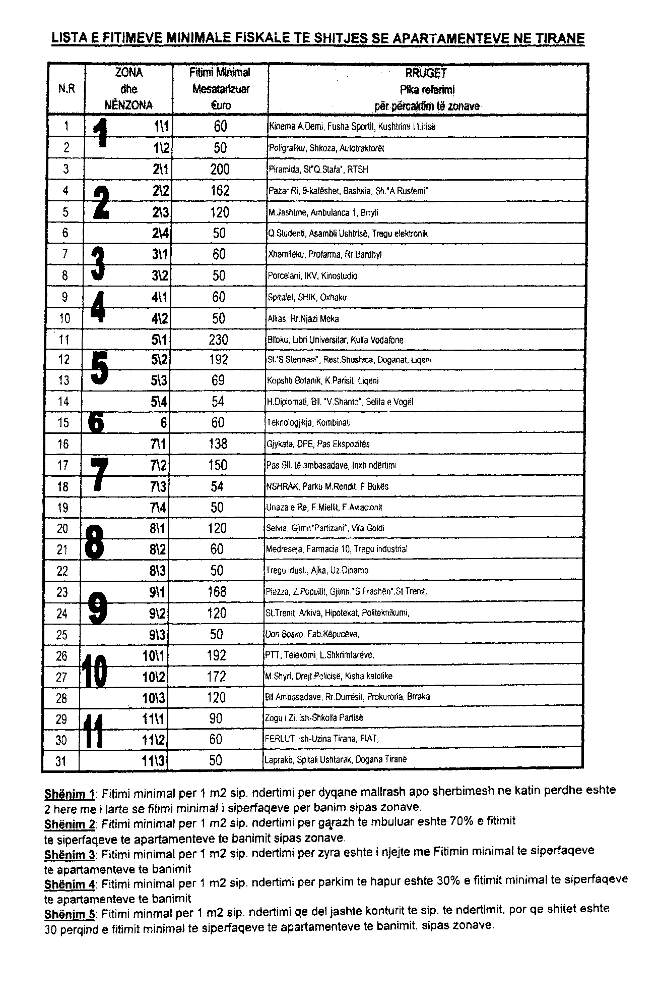 LISTA E FITIMEVE MINIMALE FISKALE TE SHITJES SE APARTAMENTEVE NE TIRANE
N.R ZONA dhe NËNZONA Fitimi Minimal Mesatarizuar €uro RRUGET Pika referimi për përcaktim të zonave
1 1 1\1 60 Kinema A.Demi, Fusha Sportit, Kushtrimi i Lirisë
2 1\2 50 Poligrafiku, Shkoza, Autotraktorët
3 2\1 200 Piramida, St"Q.Stafa", RTSH
4 2 2\2 162 Pazar Ri, 9-katëshet, Bashkia, Sh."A.Rustemi"
5 2\3 120 M.Jashtme, Ambulanca 1, Brryli
6 2\4 50 Q.Studenti, Asambli Ushtrisë, Tregu elektronik
7 3 3\1 60 Xhamllëku, Profarma, Rr.Bardhyl
8 3\2 50 Porcelani, IKV, Kinostudio
9 4 4\1 60 Spitalet, SHIK, Oxhaku
10 4\2 50 Allias, Rr.Njazi Meka
11 5\1 230 Blloku, Libri Universitar, Kulla Vodafone
12 5 5\2 192 St."S.Stermasi", Rest.Shushica, Doganat, Liqeni
13 5\3 69 Kopshti Botanik, K.Parisit, Liqeni
14 5\4 54 H.Diplomati, Bll. "V.Shanto", Selita e Vogël
15 6 6 60 Teknologjikja, Kombinati
16 7\1 138 Gjykata, DPE, Pas Ekspozitës
17 7 7\2 150 Pas Bll. të ambasadave, Inxh.ndërtimi
18 7\3 54 NSHRAK, Parku M.Rendit, F.Bukës
19 7\4 50 Unaza e Re, F.Miellit, F.Aviacionit
20 8 8\1 120 Selvia, Gjimn"Partizani", Vila Goldi
21 8\2 60 Medreseja, Farmacia 10, Tregu industrial
22 8\3 50 Tregu idust., Ajka, Uz.Dinamo
23 9 9\1 168 Piazza, Z.Popullit, Gjimn."S.Frashëri",St.Trenit,
24 9\2 120 St.Trenit, Arkiva, Hipotekat, Politeknikumi,
25 9\3 50 Don Bosko, Fab.Këpucëve,
26 10 10\1 192 PTT, Telekomi, L.Shkrimtarëve,
27 10\2 172 M.Shyri, Drejt.Policisë, Kisha katolike
28 10\3 120 Bll.Ambasadave, Rr.Durrësit, Prokuroria, Brraka
29 11 11\1 90 Zogu i Zi, ish-Shkolla Partisë
30 11\2 60 FERLUT, ish-Uzina Tirana, FIAT,
31 11\3 50 Laprakë, Spitali Ushtarak, Dogana Tiranë
Shënim 1: Fitimi minimal per 1 m2 sip. ndertimi per dyqane mallrash apo sherbimesh ne katin perdhe eshte
2 here me i larte se fitimi minimal i siperfaqeve per banim sipas zonave.
Shënim 2: Fitimi minimal per 1 m2 sip. ndertimi per garazh te mbuluar eshte 70% e fitimit
te siperfaqeve te apartamenteve te banimit sipas zonave.
Shënim 3: Fitimi minimal per 1 m2 sip. ndertimi per zyra eshte i njejte me Fitimin minimal te siperfaqeve
te apartamenteve te banimit
Shënim 4: Fitimi minimal per 1 m2 sip. ndertimi per parkim te hapur eshte 30% e fitimit minimal te siperfaqeve
te apartamenteve te banimit
Shënim 5: Fitimi minmal per 1 m2 sip. ndertimi qe del jashte konturit te sip. te ndertimit, por qe shitet eshte
30 perqind e fitimit minimal te siperfaqeve te apartamenteve te banimit, sipas zonave.